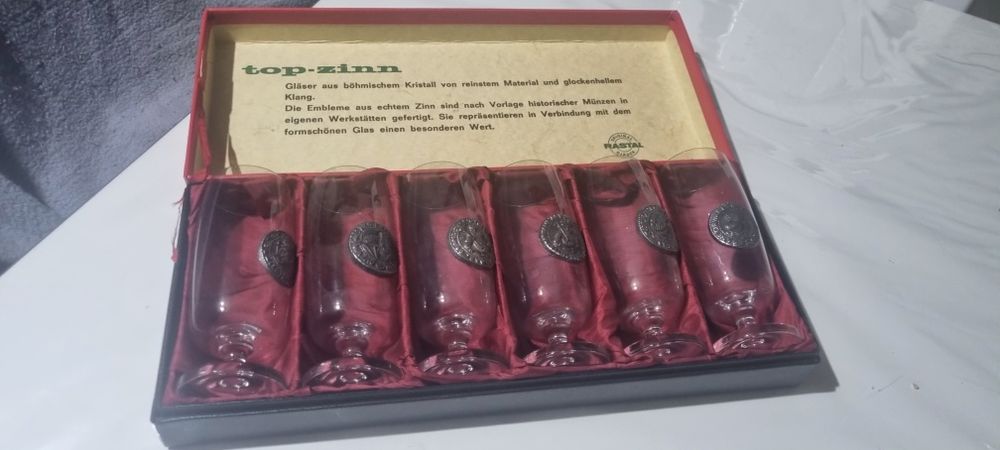 top-zinn
Gläser aus böhmischem Kristall von reinstem Material und glockenhellem
Klang.
Die Embleme aus echtem Zinn sind nach Vorlage historischer Münzen in
eigenen Werkstätten gefertigt. Sie repräsentieren in Verbindung mit dem
formschönen Glas einen besonderen Wert.
ORIGINAL
RASTAL